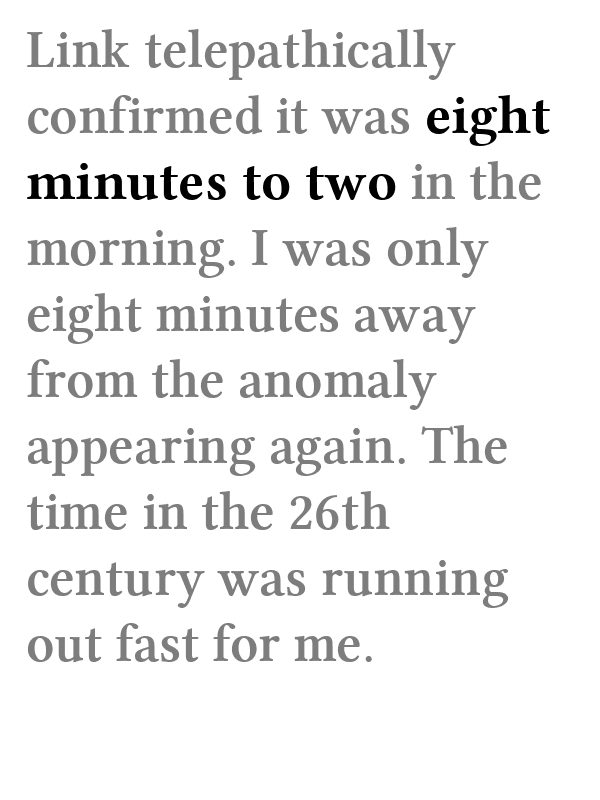 Link telepathically
confirmed it was eight
minutes to two in the
morning. I was only
eight minutes away
from the anomaly
appearing again. The
time in the 26th
century was running
out fast for me.